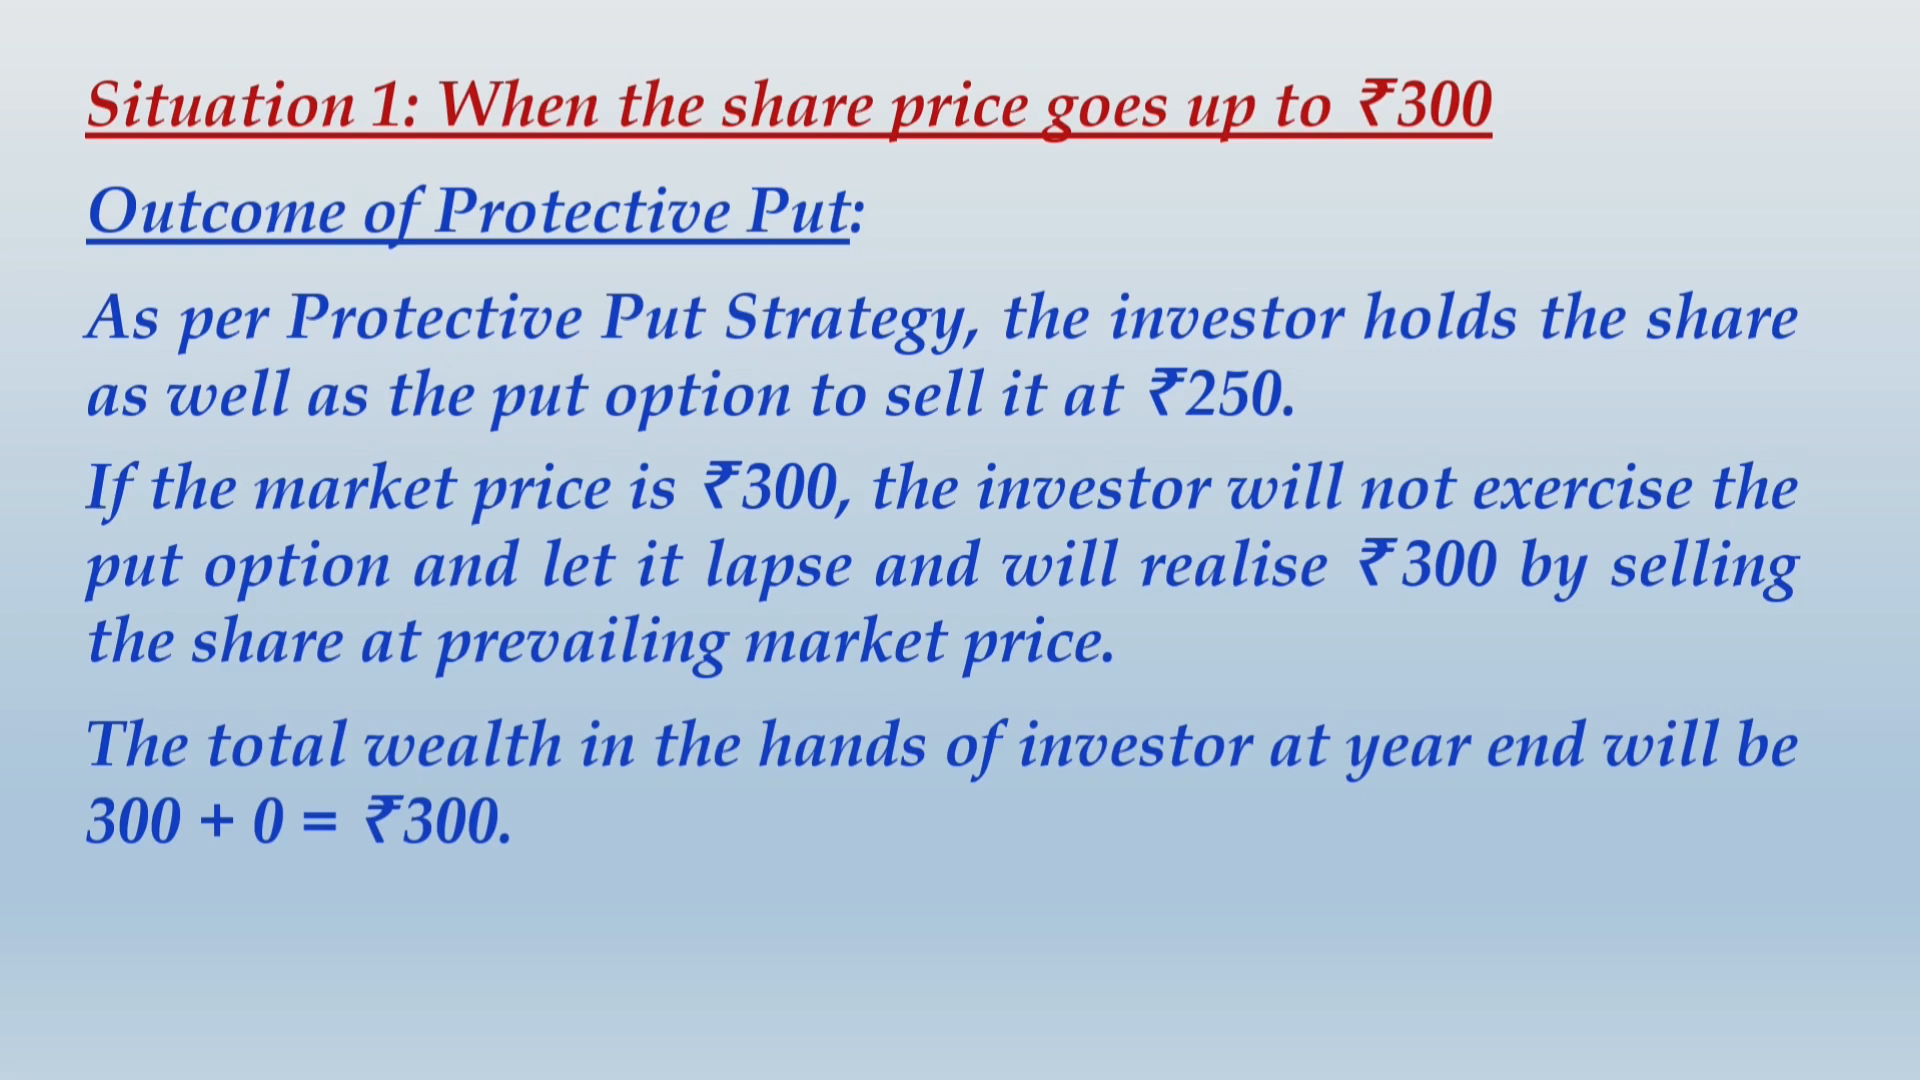 Situation 1: When the share price goes up to ₹300
Outcome of Protective Put:
As per Protective Put Strategy, the investor holds the share
as well as the put option to sell it at ₹250.
If the market price is ₹300, the investor will not exercise the
put option and let it lapse and will realise ₹300 by selling
the share at prevailing market price.
The total wealth in the hands of investor at year end will be
300 + 0 = ₹300.